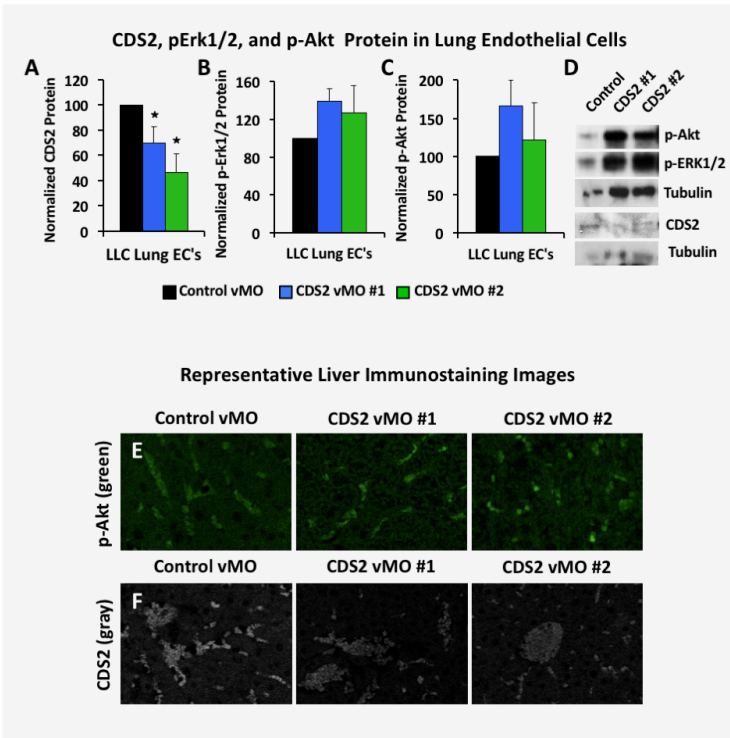 CDS2, pErk1/2, and p-Akt Protein in Lung Endothelial Cells
A
Normalized CDS2 Protein
120
100
80
60
40
20
0
★
★
LLC Lung EC's
B
Normalized p-Erk1/2 Protein
160
120
80
40
0
LLC Lung EC's
C
Normalized p-Akt Protein
200
150
100
50
0
LLC Lung EC's
D
Control
CDS2 #1
CDS2 #2
p-Akt
p-ERK1/2
Tubulin
CDS2
Tubulin
Control vMO
CDS2 vMO #1
CDS2 vMO #2
Representative Liver Immunostaining Images
Control vMO
CDS2 vMO #1
CDS2 vMO #2
p-Akt (green)
E
Control vMO
CDS2 vMO #1
CDS2 vMO #2
CDS2 (gray)
F